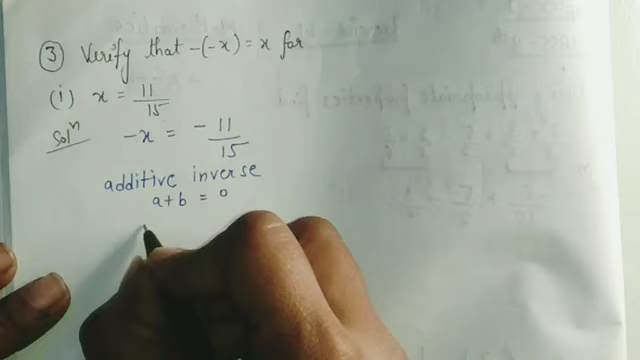 ③ Verify that -(-x) = x for
(i) x = 11/15
Solⁿ -x = -11/15
additive inverse
a+b = 0